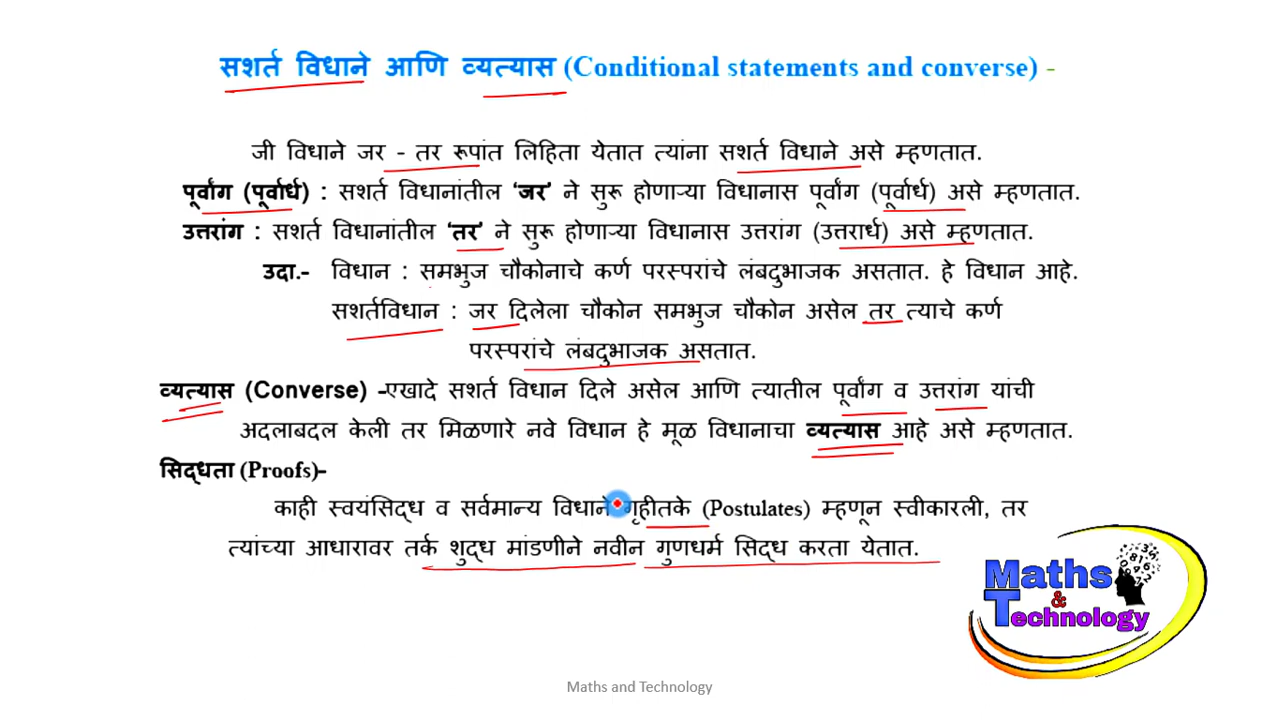 सशर्त विधाने आणि व्यत्यास (Conditional statements and converse) -
जी विधाने जर - तर रूपांत लिहिता येतात त्यांना सशर्त विधाने असे म्हणतात.
पूर्वांग (पूर्वार्ध) : सशर्त विधानांतील ‘जर’ ने सुरू होणाऱ्या विधानास पूर्वांग (पूर्वार्ध) असे म्हणतात.
उत्तरांग : सशर्त विधानांतील ‘तर’ ने सुरू होणाऱ्या विधानास उत्तरांग (उत्तरार्ध) असे म्हणतात.
उदा.- विधान : समभुज चौकोनाचे कर्ण परस्परांचे लंबदुभाजक असतात. हे विधान आहे.
सशर्तविधान : जर दिलेला चौकोन समभुज चौकोन असेल तर त्याचे कर्ण
परस्परांचे लंबदुभाजक असतात.
व्यत्यास (Converse) -एखादे सशर्त विधान दिले असेल आणि त्यातील पूर्वांग व उत्तरांग यांची
अदलाबदल केली तर मिळणारे नवे विधान हे मूळ विधानाचा व्यत्यास आहे असे म्हणतात.
सिद्धता (Proofs)-
काही स्वयंसिद्ध व सर्वमान्य विधाने गृहीतके (Postulates) म्हणून स्वीकारली, तर
त्यांच्या आधारावर तर्क शुद्ध मांडणीने नवीन गुणधर्म सिद्ध करता येतात.
Maths
&
Technology
Maths and Technology